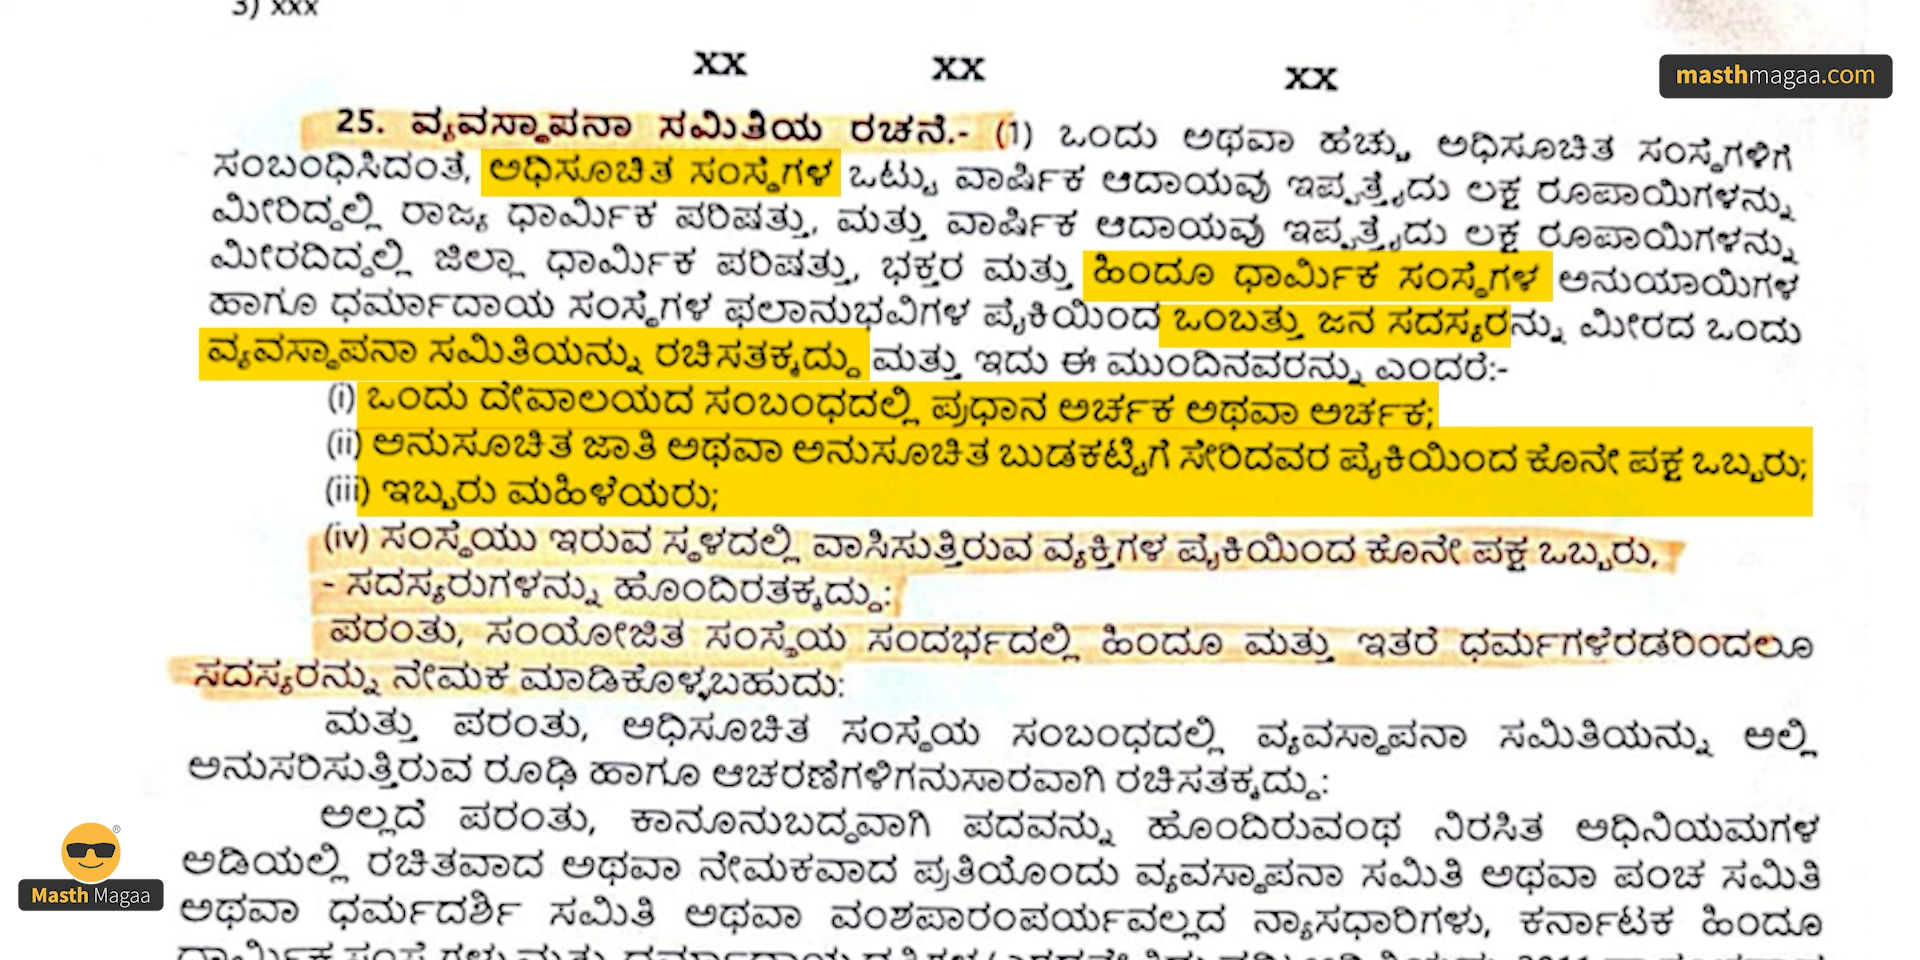 3) xxx
xx xx xx
masthmagaa.com
25. ವ್ಯವಸ್ಥಾಪನಾ ಸಮಿತಿಯ ರಚನೆ.- (1) ಒಂದು ಅಥವಾ ಹೆಚ್ಚು ಅಧಿಸೂಚಿತ ಸಂಸ್ಥೆಗಳಿಗೆ
ಸಂಬಂಧಿಸಿದಂತೆ, ಅಧಿಸೂಚಿತ ಸಂಸ್ಥೆಗಳ ಒಟ್ಟು ವಾರ್ಷಿಕ ಆದಾಯವು ಇಪ್ಪತ್ತೈದು ಲಕ್ಷ ರೂಪಾಯಿಗಳನ್ನು
ಮೀರಿದ್ದಲ್ಲಿ ರಾಜ್ಯ ಧಾರ್ಮಿಕ ಪರಿಷತ್ತು, ಮತ್ತು ವಾರ್ಷಿಕ ಆದಾಯವು ಇಪ್ಪತ್ತೈದು ಲಕ್ಷ ರೂಪಾಯಿಗಳನ್ನು
ಮೀರದಿದ್ದಲ್ಲಿ ಜಿಲ್ಲಾ ಧಾರ್ಮಿಕ ಪರಿಷತ್ತು, ಭಕ್ತರ ಮತ್ತು ಹಿಂದೂ ಧಾರ್ಮಿಕ ಸಂಸ್ಥೆಗಳ ಅನುಯಾಯಿಗಳ
ಹಾಗೂ ಧರ್ಮಾದಾಯ ಸಂಸ್ಥೆಗಳ ಫಲಾನುಭವಿಗಳ ಪೈಕಿಯಿಂದ ಒಂಬತ್ತು ಜನ ಸದಸ್ಯರನ್ನು ಮೀರದ ಒಂದು
ವ್ಯವಸ್ಥಾಪನಾ ಸಮಿತಿಯನ್ನು ರಚಿಸತಕ್ಕದ್ದು ಮತ್ತು ಇದು ಈ ಮುಂದಿನವರನ್ನು ಎಂದರೆ:-
(i) ಒಂದು ದೇವಾಲಯದ ಸಂಬಂಧದಲ್ಲಿ ಪ್ರಧಾನ ಅರ್ಚಕ ಅಥವಾ ಅರ್ಚಕ;
(ii) ಅನುಸೂಚಿತ ಜಾತಿ ಅಥವಾ ಅನುಸೂಚಿತ ಬುಡಕಟ್ಟಿಗೆ ಸೇರಿದವರ ಪೈಕಿಯಿಂದ ಕೊನೇ ಪಕ್ಷ ಒಬ್ಬರು;
(iii) ಇಬ್ಬರು ಮಹಿಳೆಯರು;
(iv) ಸಂಸ್ಥೆಯು ಇರುವ ಸ್ಥಳದಲ್ಲಿ ವಾಸಿಸುತ್ತಿರುವ ವ್ಯಕ್ತಿಗಳ ಪೈಕಿಯಿಂದ ಕೊನೇ ಪಕ್ಷ ಒಬ್ಬರು,
- ಸದಸ್ಯರುಗಳನ್ನು ಹೊಂದಿರತಕ್ಕದ್ದು:
ಪರಂತು, ಸಂಯೋಜಿತ ಸಂಸ್ಥೆಯ ಸಂದರ್ಭದಲ್ಲಿ ಹಿಂದೂ ಮತ್ತು ಇತರೆ ಧರ್ಮಗಳೆರಡರಿಂದಲೂ
ಸದಸ್ಯರನ್ನು ನೇಮಕ ಮಾಡಿಕೊಳ್ಳಬಹುದು:
ಮತ್ತು ಪರಂತು, ಅಧಿಸೂಚಿತ ಸಂಸ್ಥೆಯ ಸಂಬಂಧದಲ್ಲಿ ವ್ಯವಸ್ಥಾಪನಾ ಸಮಿತಿಯನ್ನು ಅಲ್ಲಿ
ಅನುಸರಿಸುತ್ತಿರುವ ರೂಢಿ ಹಾಗೂ ಆಚರಣೆಗಳಿಗನುಸಾರವಾಗಿ ರಚಿಸತಕ್ಕದ್ದು:
ಅಲ್ಲದೆ ಪರಂತು, ಕಾನೂನುಬದ್ಧವಾಗಿ ಪದವನ್ನು ಹೊಂದಿರುವಂಥ ನಿರಸಿತ ಅಧಿನಿಯಮಗಳ
ಅಡಿಯಲ್ಲಿ ರಚಿತವಾದ ಅಥವಾ ನೇಮಕವಾದ ಪ್ರತಿಯೊಂದು ವ್ಯವಸ್ಥಾಪನಾ ಸಮಿತಿ ಅಥವಾ ಪಂಚ ಸಮಿತಿ
ಅಥವಾ ಧರ್ಮದರ್ಶಿ ಸಮಿತಿ ಅಥವಾ ವಂಶಪಾರಂಪರ್ಯವಲ್ಲದ ನ್ಯಾಸಧಾರಿಗಳು, ಕರ್ನಾಟಕ ಹಿಂದೂ
Masth Magaa